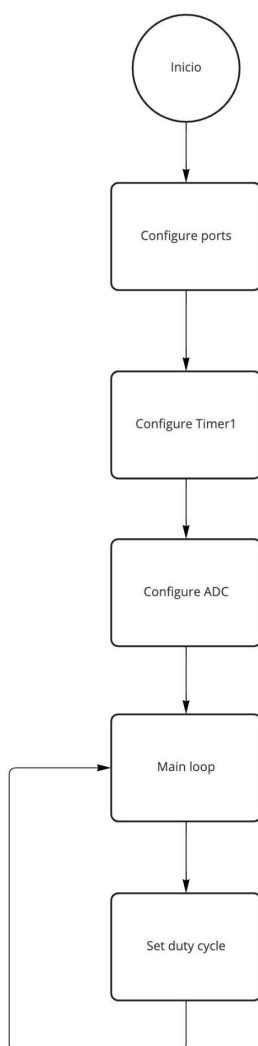 Inicio
Configure ports
Configure Timer1
Configure ADC
Main loop
Set duty cycle